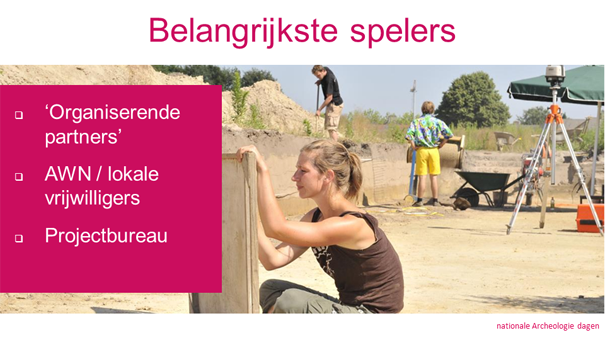 Belangrijkste spelers
‘Organiserende
partners’
AWN / lokale
vrijwilligers
Projectbureau
nationale Archeologie dagen